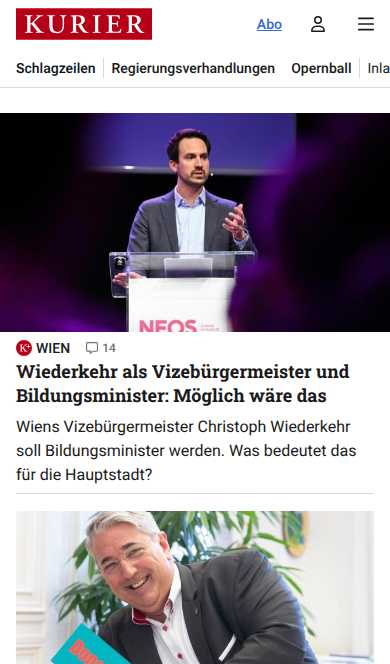 KURIER
Abo
Schlagzeilen
Regierungsverhandlungen
Opernball
Inla
NEOS
K+ WIEN 14
Wiederkehr als Vizebürgermeister und
Bildungsminister: Möglich wäre das
Wiens Vizebürgermeister Christoph Wiederkehr
soll Bildungsminister werden. Was bedeutet das
für die Hauptstadt?